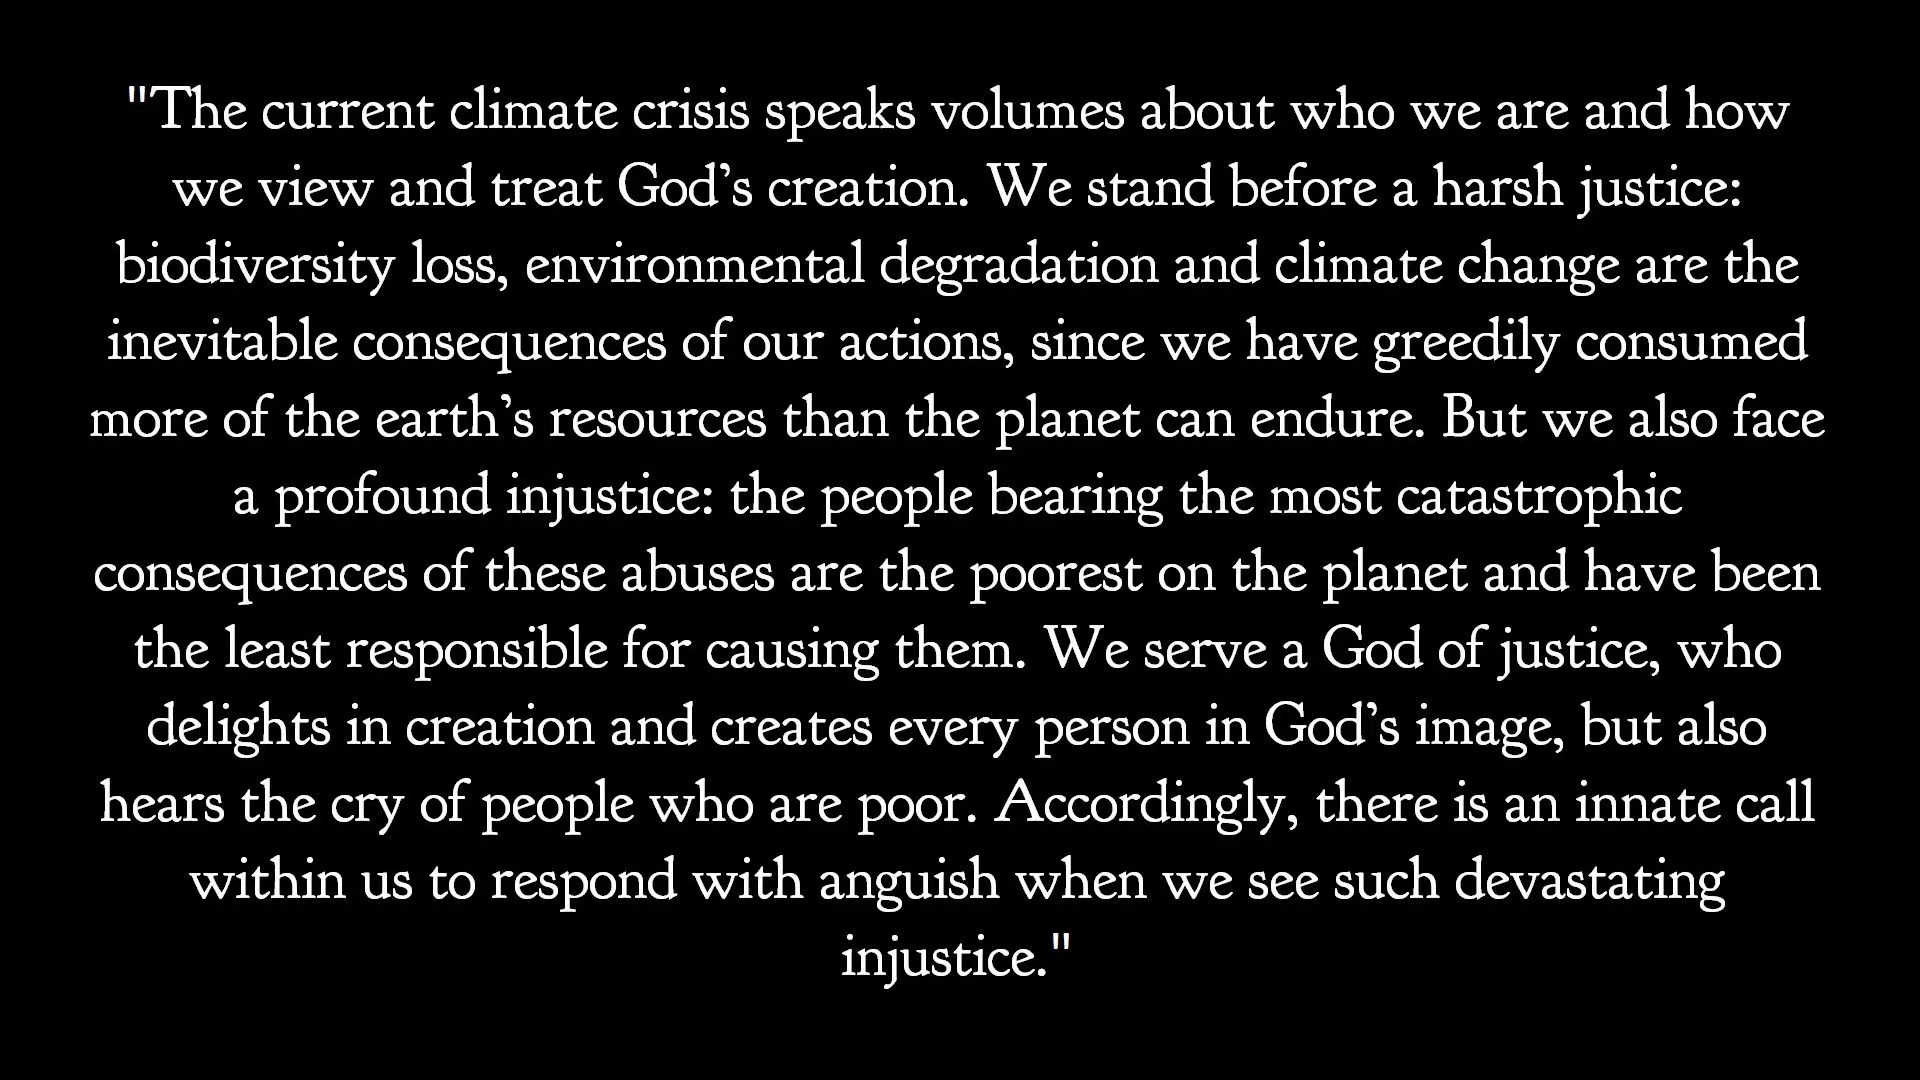 "The current climate crisis speaks volumes about who we are and how
we view and treat God’s creation. We stand before a harsh justice:
biodiversity loss, environmental degradation and climate change are the
inevitable consequences of our actions, since we have greedily consumed
more of the earth’s resources than the planet can endure. But we also face
a profound injustice: the people bearing the most catastrophic
consequences of these abuses are the poorest on the planet and have been
the least responsible for causing them. We serve a God of justice, who
delights in creation and creates every person in God’s image, but also
hears the cry of people who are poor. Accordingly, there is an innate call
within us to respond with anguish when we see such devastating
injustice."